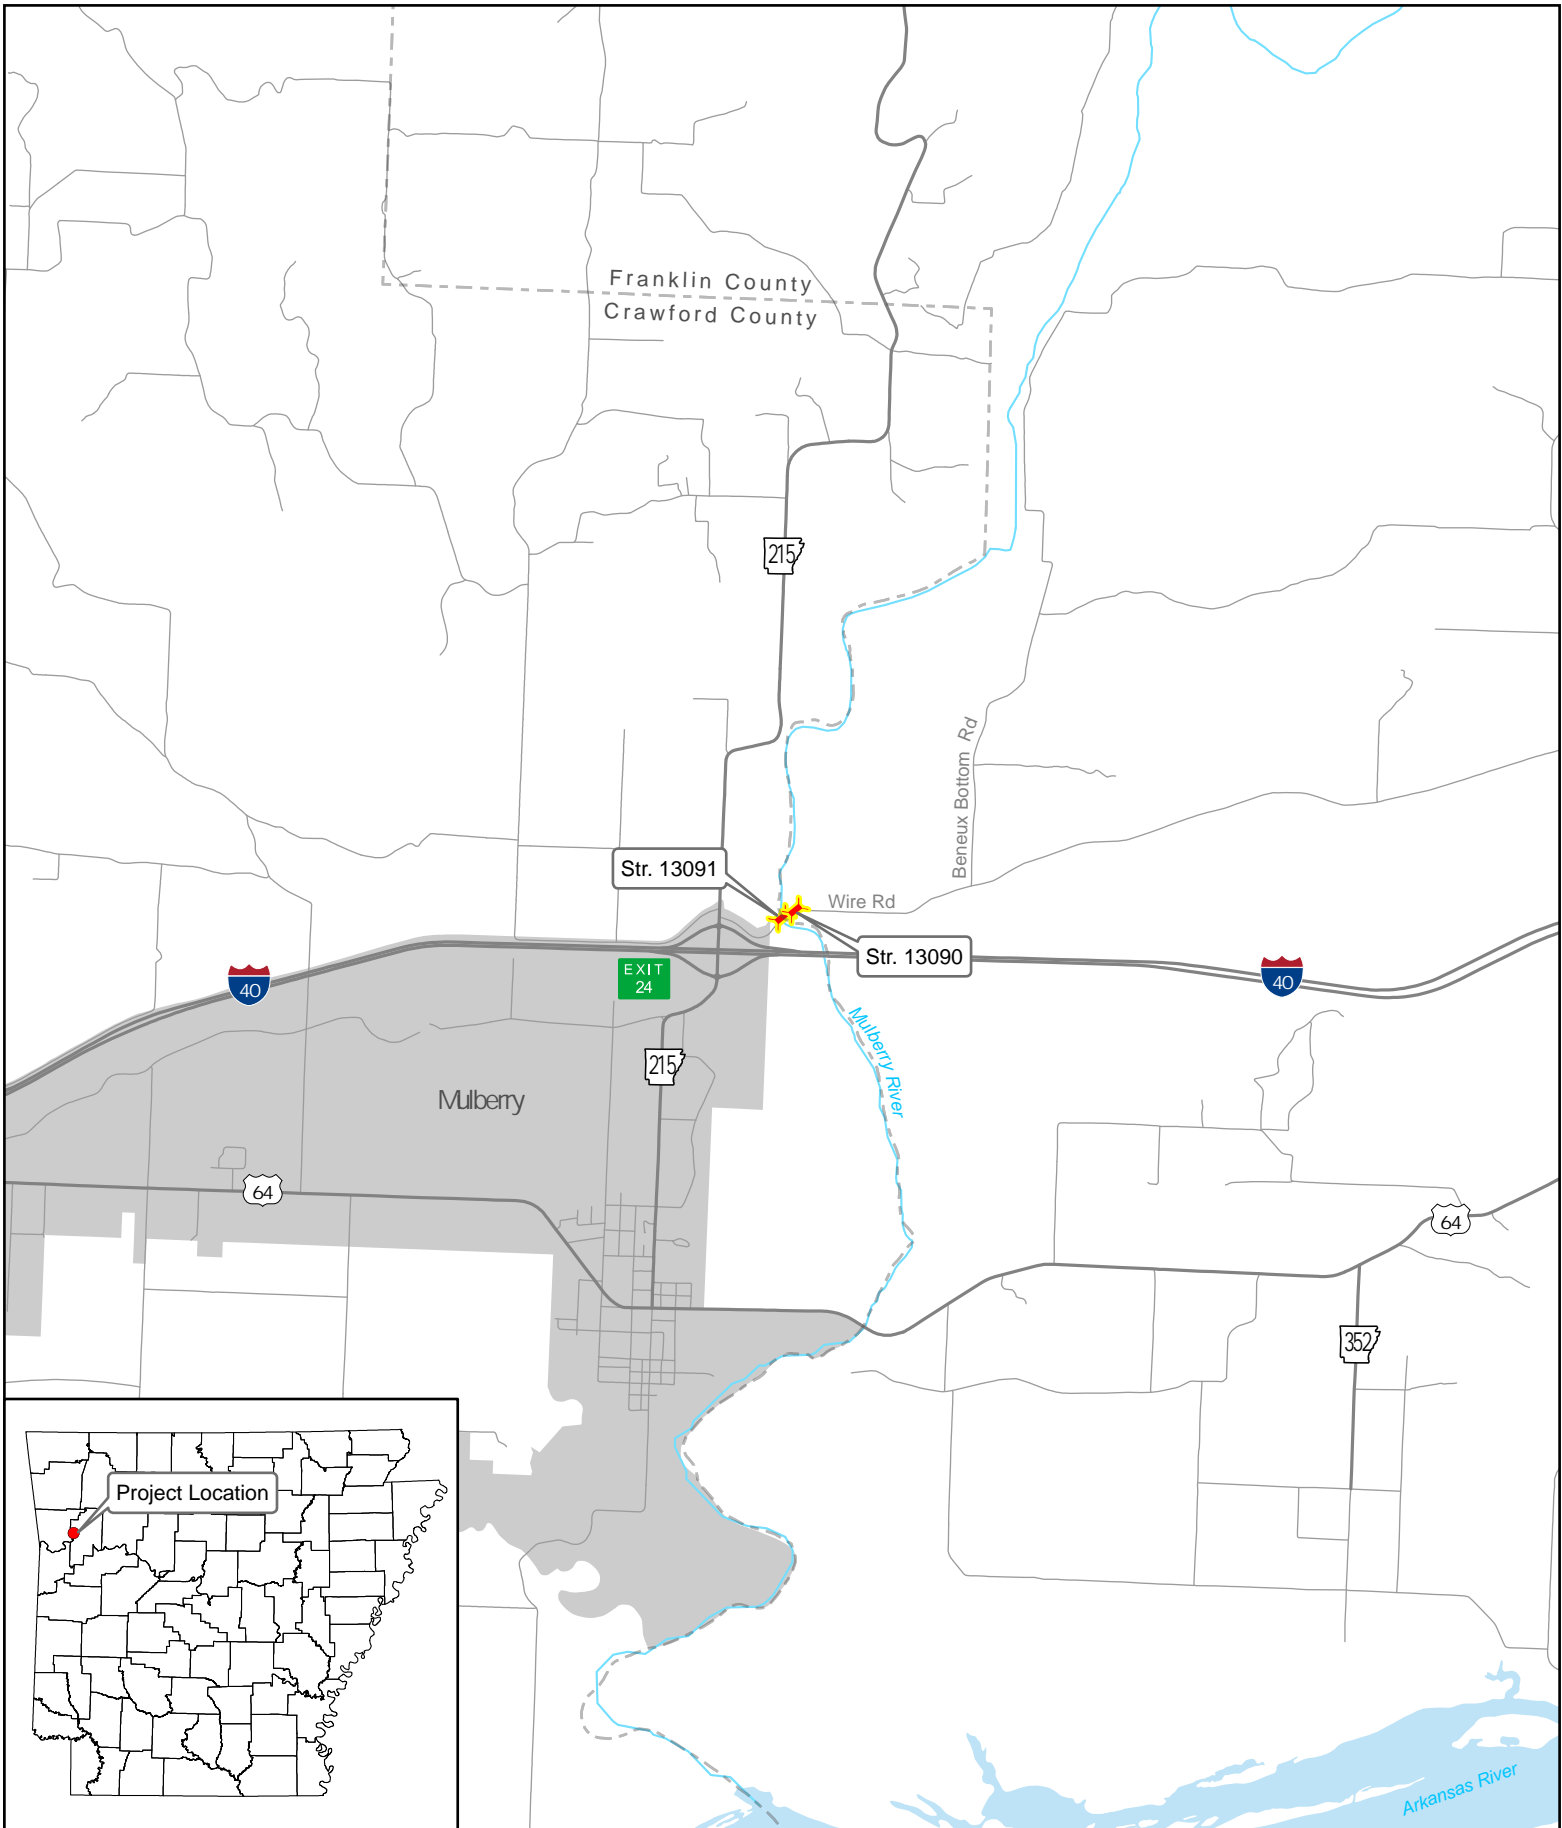 Franklin County
Crawford County
215
Beneux Bottom Rd
Str. 13091
Wire Rd
Str. 13090
EXIT
24
40
40
Mulberry River
215
Mulberry
64
64
352
Project Location
Arkansas River